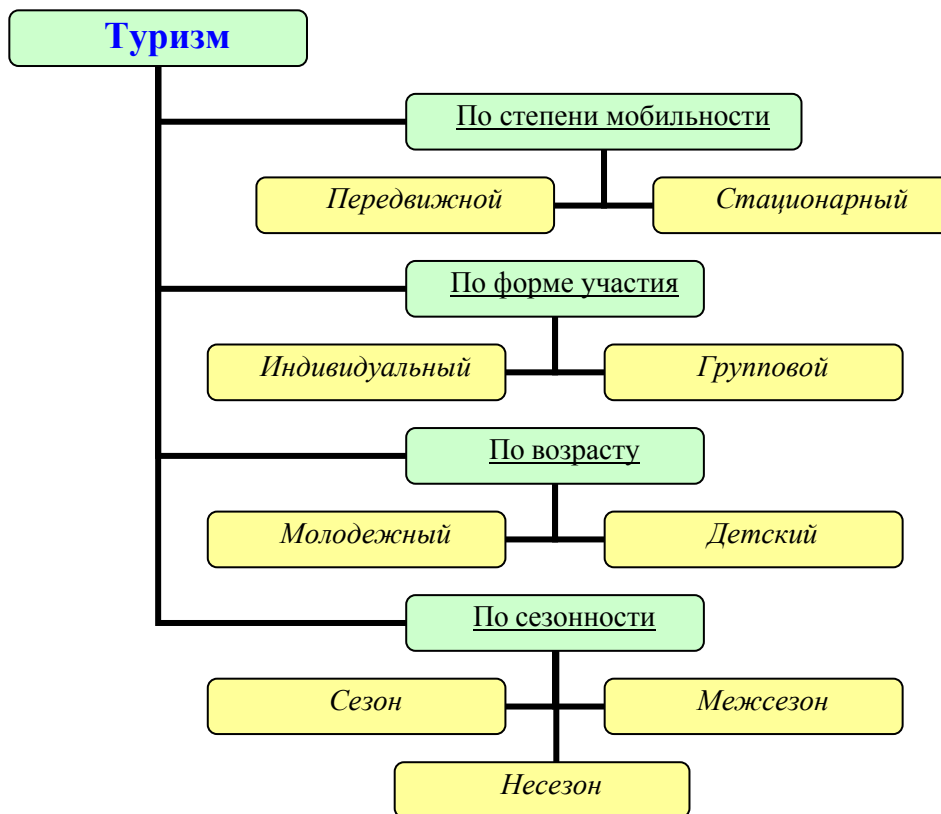 Туризм
По степени мобильности
Передвижной
Стационарный
По форме участия
Индивидуальный
Групповой
По возрасту
Молодежный
Детский
По сезонности
Сезон
Межсезон
Несезон